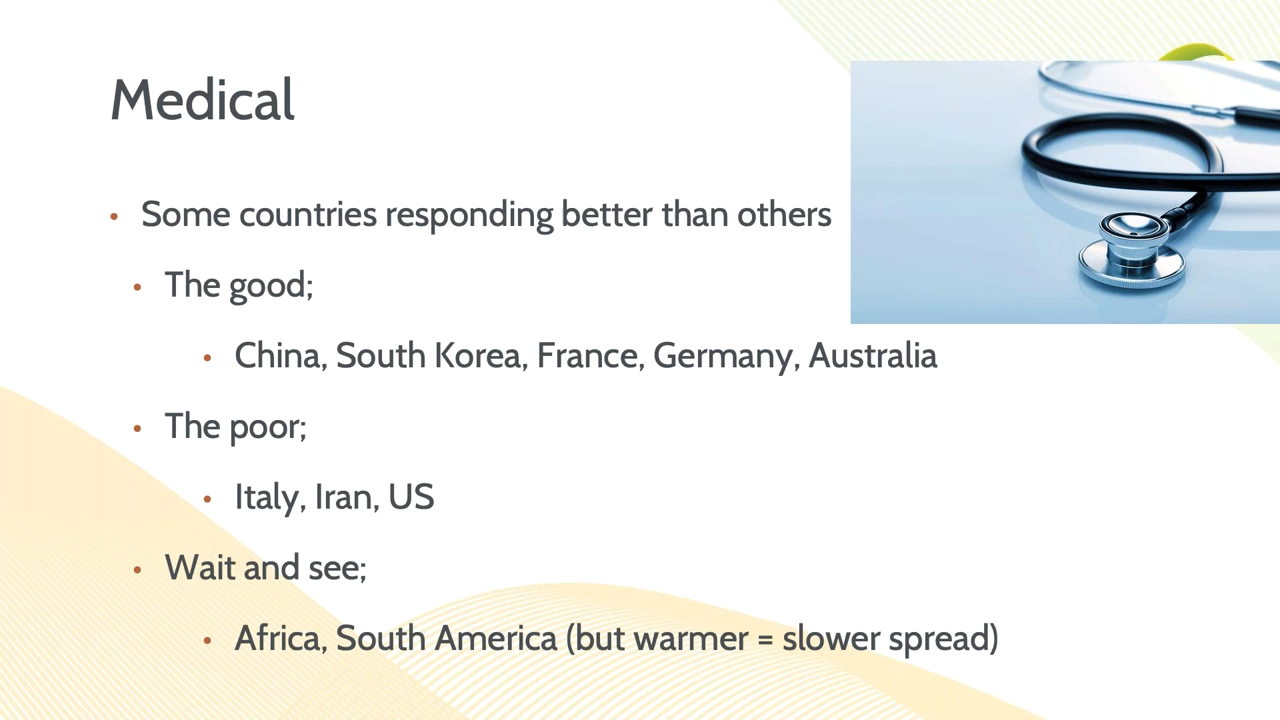 Medical
• Some countries responding better than others
• The good;
• China, South Korea, France, Germany, Australia
• The poor;
• Italy, Iran, US
• Wait and see;
• Africa, South America (but warmer = slower spread)